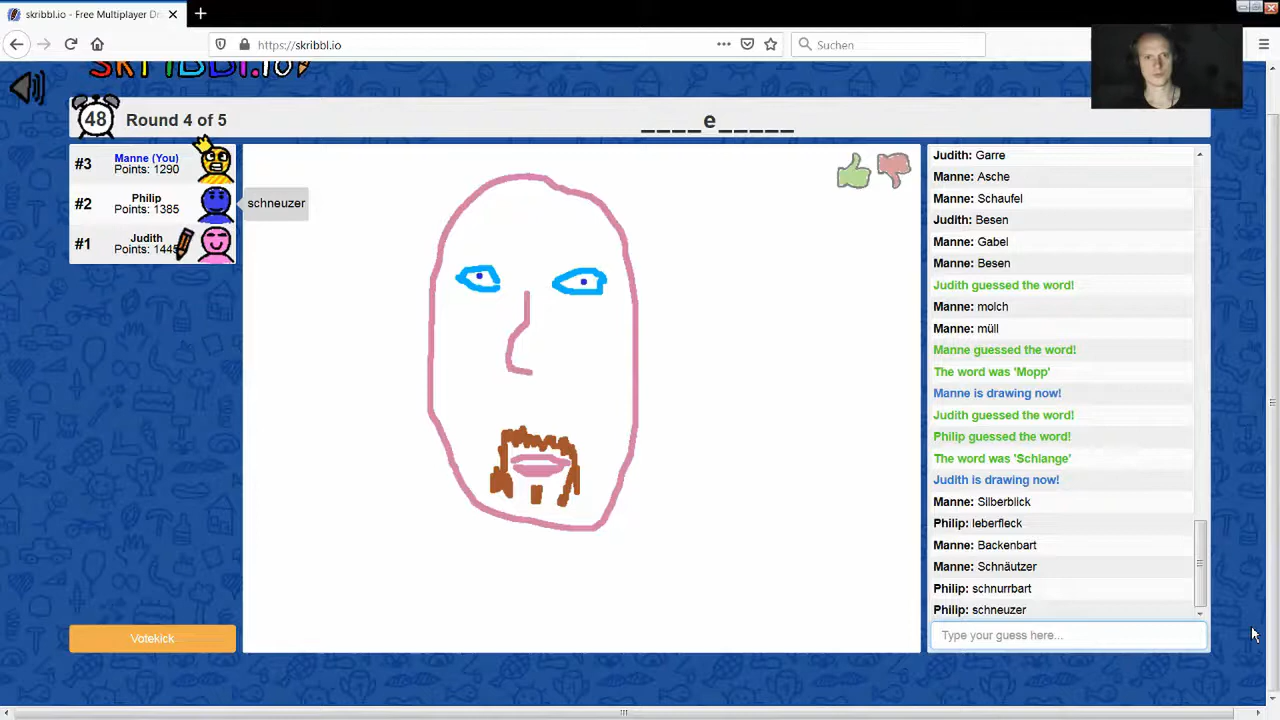 skribbl.io - Free Multiplayer Dr
https://skribbl.io
Suchen
SKRIBBL.IO
48 Round 4 of 5
____e_____
#3 Manne (You)
Points: 1290
#2 Philip
Points: 1385
schneuzer
#1 Judith
Points: 1445
Judith: Garre
Manne: Asche
Manne: Schaufel
Judith: Besen
Manne: Gabel
Manne: Besen
Judith guessed the word!
Manne: molch
Manne: müll
Manne guessed the word!
The word was 'Mopp'
Manne is drawing now!
Judith guessed the word!
Philip guessed the word!
The word was 'Schlange'
Judith is drawing now!
Manne: Silberblick
Philip: leberfleck
Manne: Backenbart
Manne: Schnäutzer
Philip: schnurrbart
Philip: schneuzer
Type your guess here...
Votekick